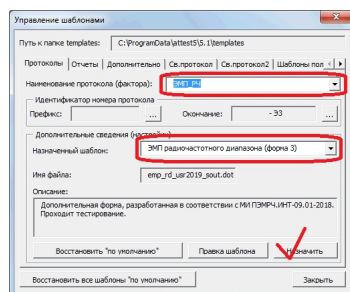 Управление шаблонами
Путь к папке templates: C:\ProgramData\attest5\5.1\templates
Протоколы Отчеты Дополнительно Св.протокол Св.протокол2 Шаблоны пол
Наименование протокола (фактора): ЭМП_РЧ
Идентификатор номера протокола
Префикс: ... Окончание: - ЭЗ ...
Дополнительные сведения (настройки)
Назначенный шаблон: ЭМП радиочастотного диапазона (форма 3)
Имя файла: emp_rd_usr2019_sout.dot
Описание:
Дополнительная форма, разработанная в соответствии с МИ ПЭМРЧ.ИНТ-09.01-2018.
Проходит тестирование.
Восстановить "по умолчанию" Правка шаблона Назначить
Восстановить все шаблоны "по умолчанию" Закрыть